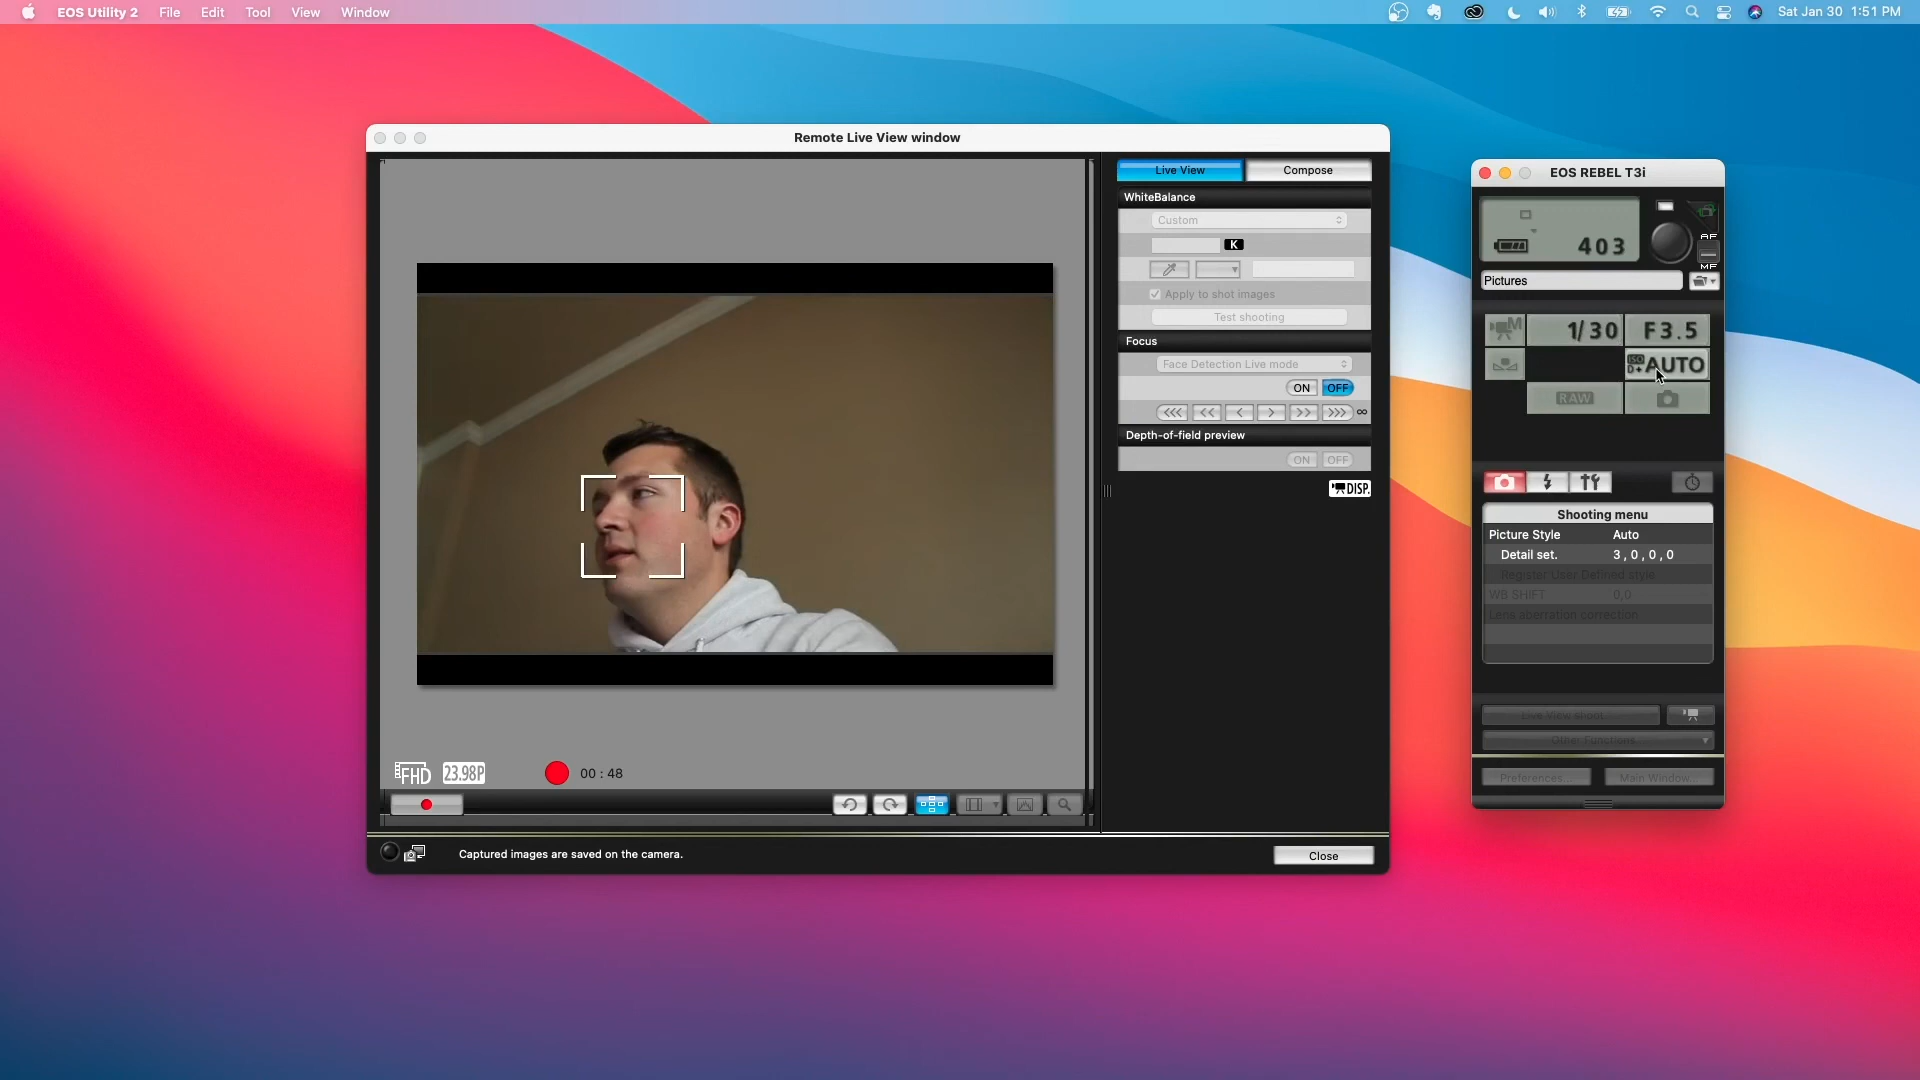 EOS Utility 2 File Edit Tool View Window Sat Jan 30 1:51 PM
Remote Live View window
Live View Compose
WhiteBalance
Custom
K
Apply to shot images
Test shooting
Focus
Face Detection Live mode
ON OFF
<<< << < > >> >>> ∞
Depth-of-field preview
ON OFF
DISP.
FHD 23.98P 00 : 48
Captured images are saved on the camera.
Close
EOS REBEL T3i
403
AF
MF
Pictures
M 1/30 F3.5
ISO D+ AUTO
RAW
Shooting menu
Picture Style Auto
Detail set. 3 , 0 , 0 , 0
Register User Defined style
WB SHIFT 0,0
Lens aberration correction
Live View shoot...
Other Functions...
Preferences... Main Window...